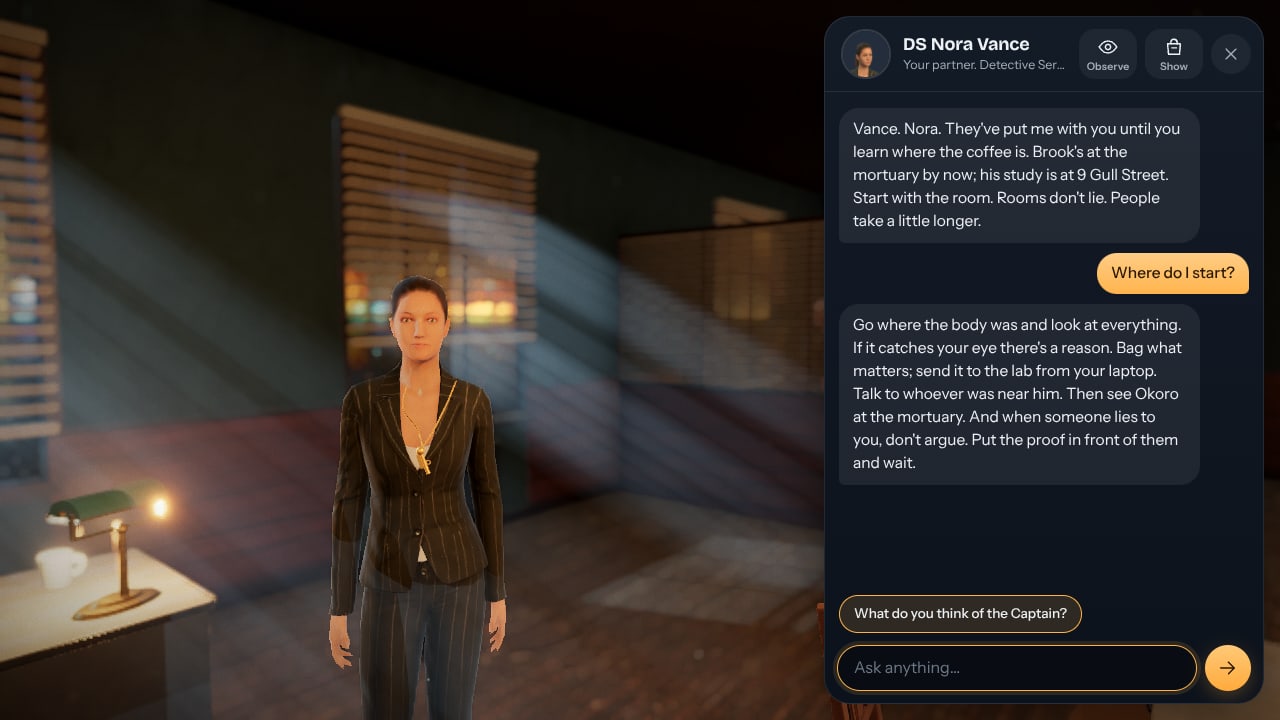 DS Nora Vance
Your partner. Detective Ser...
Observe
Show
Vance. Nora. They've put me with you until you
learn where the coffee is. Brook's at the
mortuary by now; his study is at 9 Gull Street.
Start with the room. Rooms don't lie. People
take a little longer.
Where do I start?
Go where the body was and look at everything.
If it catches your eye there's a reason. Bag what
matters; send it to the lab from your laptop.
Talk to whoever was near him. Then see Okoro
at the mortuary. And when someone lies to
you, don't argue. Put the proof in front of them
and wait.
What do you think of the Captain?
Ask anything...